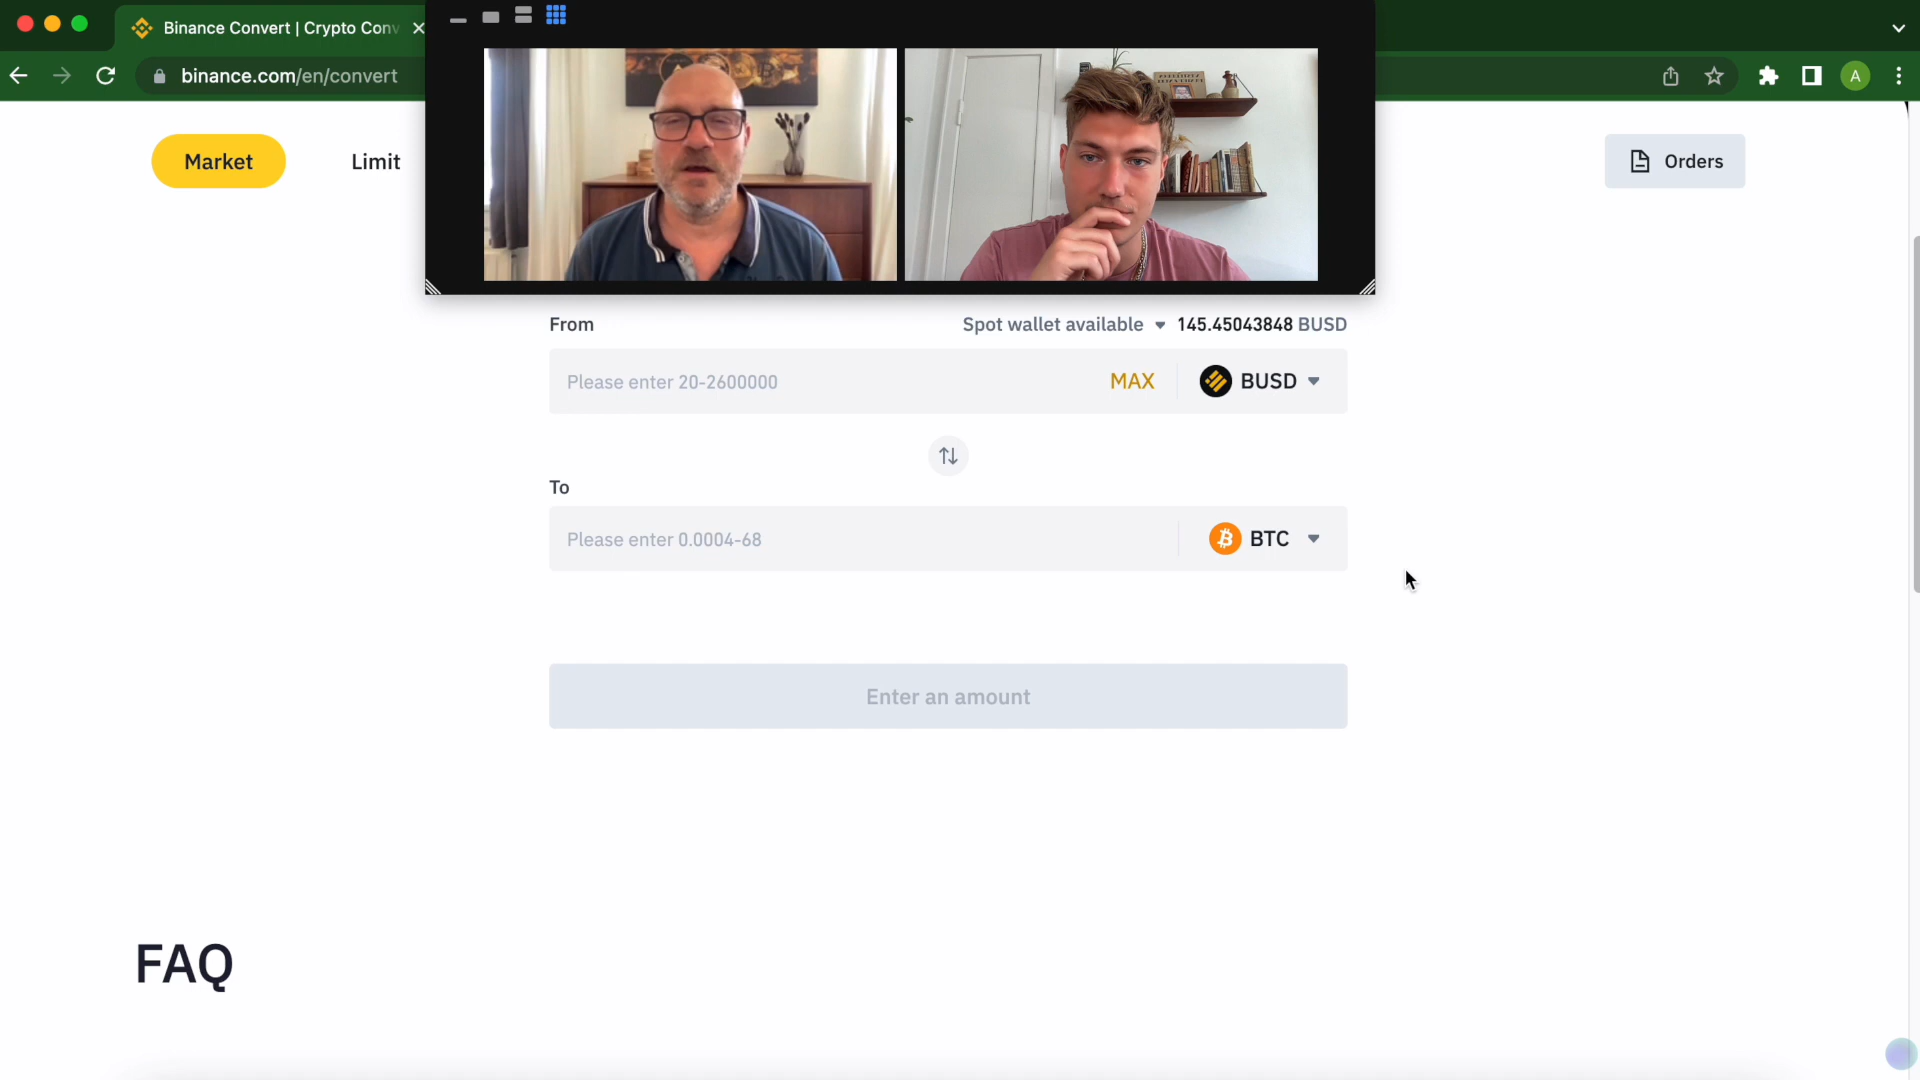 Binance Convert | Crypto Conv
binance.com/en/convert
A
Market
Limit
Orders
From
Spot wallet available
145.45043848 BUSD
Please enter 20-2600000
MAX
BUSD
To
Please enter 0.0004-68
BTC
Enter an amount
FAQ